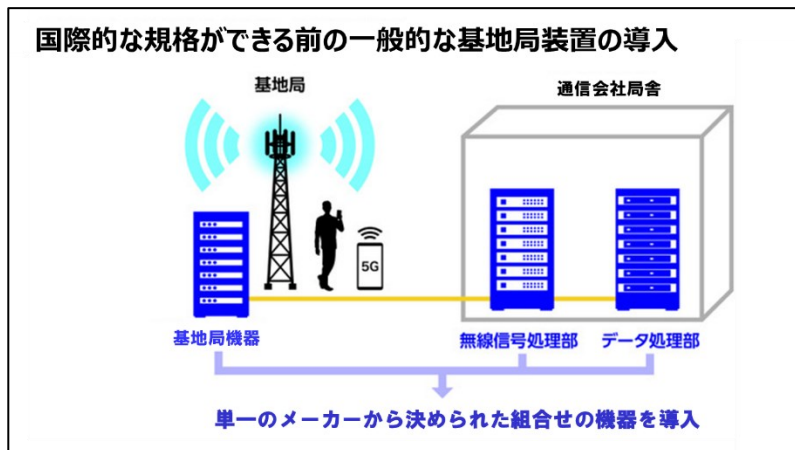 国際的な規格ができる前の一般的な基地局装置の導入
基地局
通信会社局舎
5G
基地局機器
無線信号処理部
データ処理部
単一のメーカーから決められた組合せの機器を導入